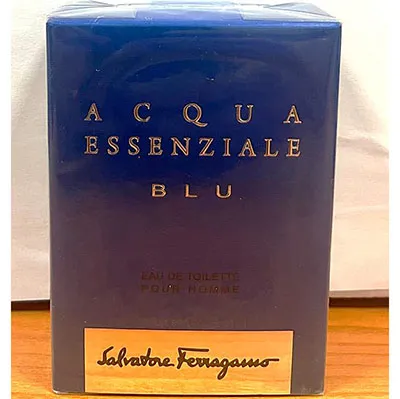 ACQUA
ESSENZIALE
BLU
EAU DE TOILETTE
POUR HOMME
Salvatore Ferragamo